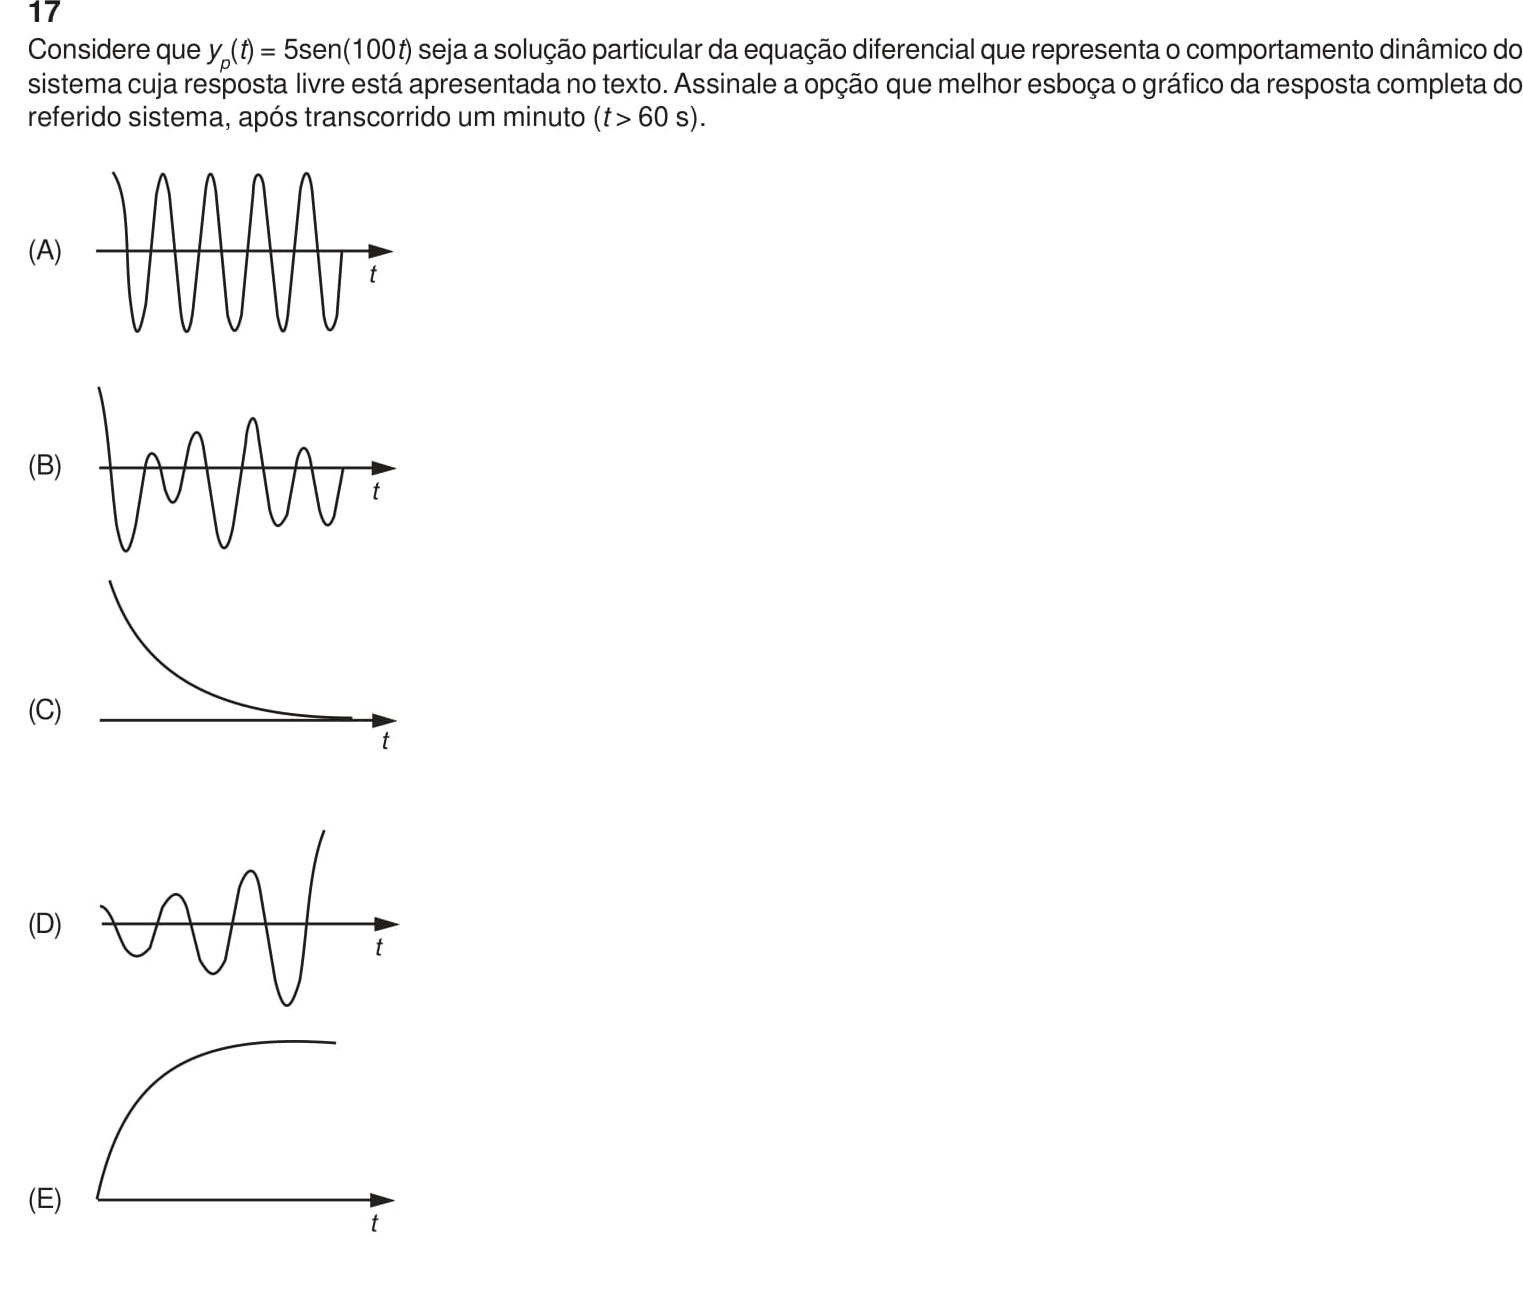 17
Considere que yp(t) = 5sen(100t) seja a solução particular da equação diferencial que representa o comportamento dinâmico do
sistema cuja resposta livre está apresentada no texto. Assinale a opção que melhor esboça o gráfico da resposta completa do
referido sistema, após transcorrido um minuto (t > 60 s).
(A)
t
(B)
t
(C)
t
(D)
t
(E)
t